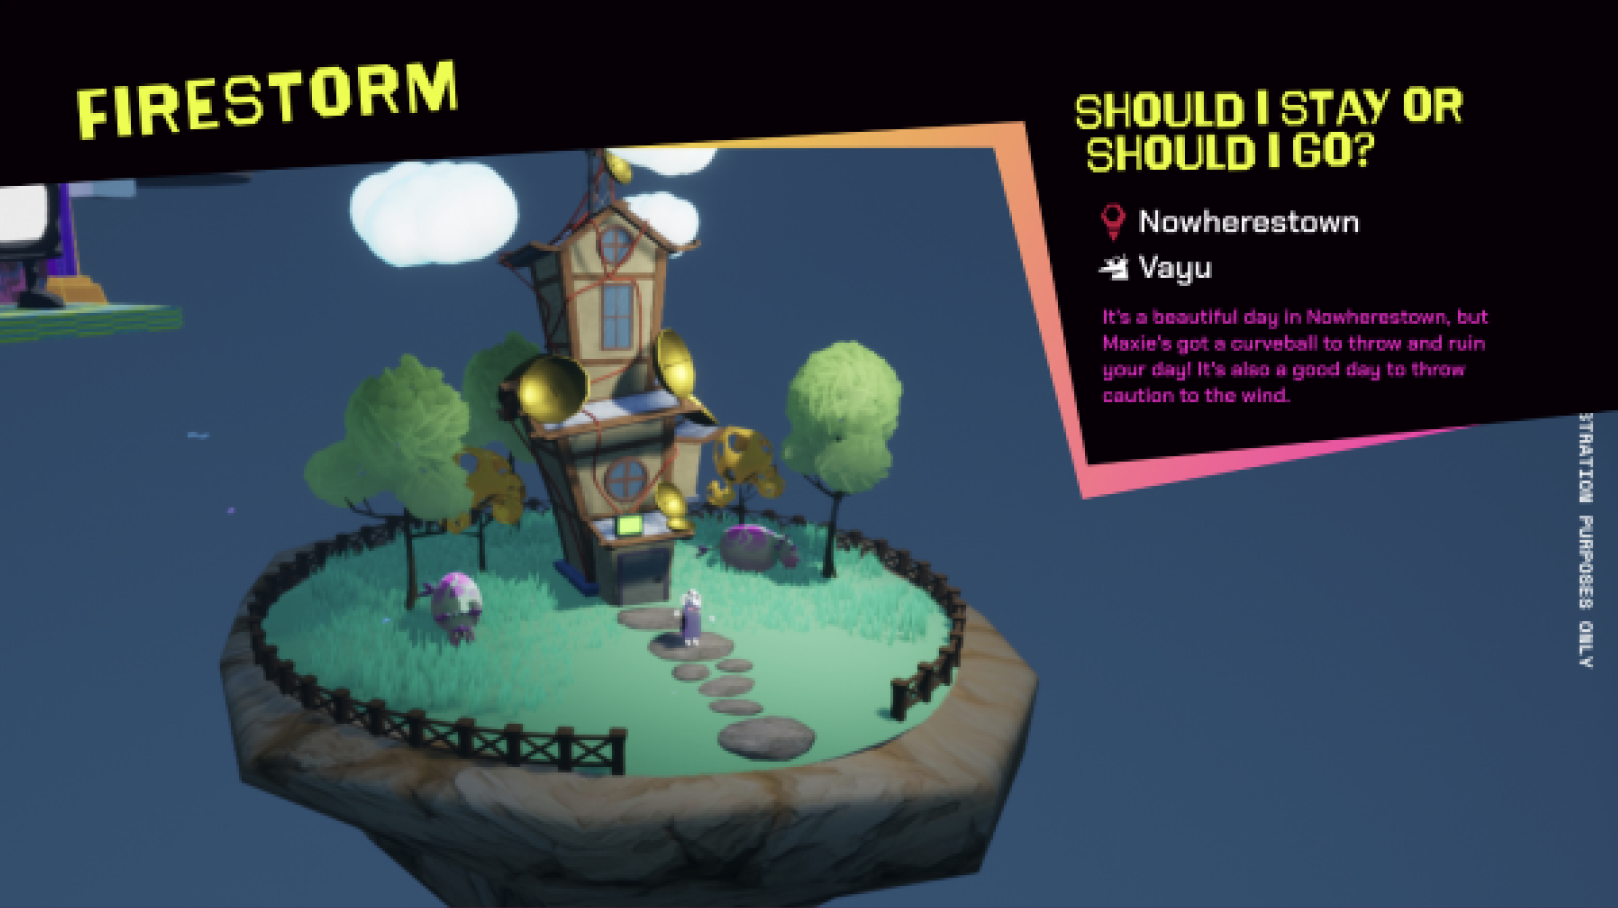 FIRESTORM
SHOULD I STAY OR
SHOULD I GO?
Nowherestown
Vayu
It's a beautiful day in Nowherestown, but
Maxie's got a curveball to throw and ruin
your day! It's also a good day to throw
caution to the wind.
PURPOSES ONLY